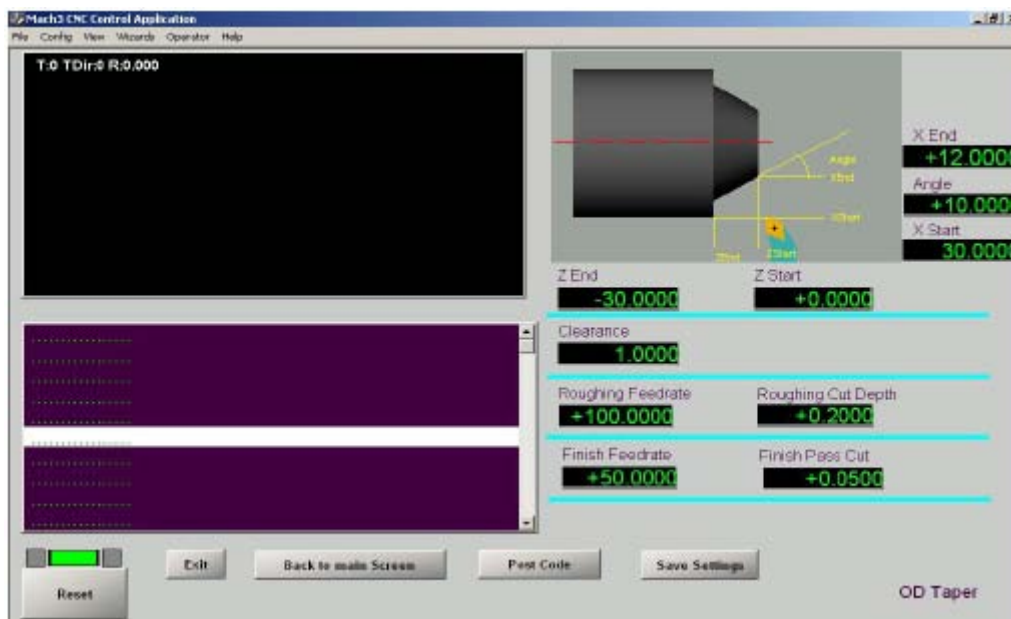 Mach3 CNC Control Application
File Config View Wizards Operator Help
T:0 TDir:0 R:0.000
Angle
XEnd
XStart
ZEnd
ZStart
X End
+12.0000
Angle
+10.0000
X Start
30.0000
Z End Z Start
-30.0000 +0.0000
Clearance
1.0000
Roughing Feedrate Roughing Cut Depth
+100.0000 +0.2000
Finish Feedrate Finish Pass Cut
+50.0000 +0.0500
Exit Back to main Screen Post Code Save Settings
Reset
OD Taper